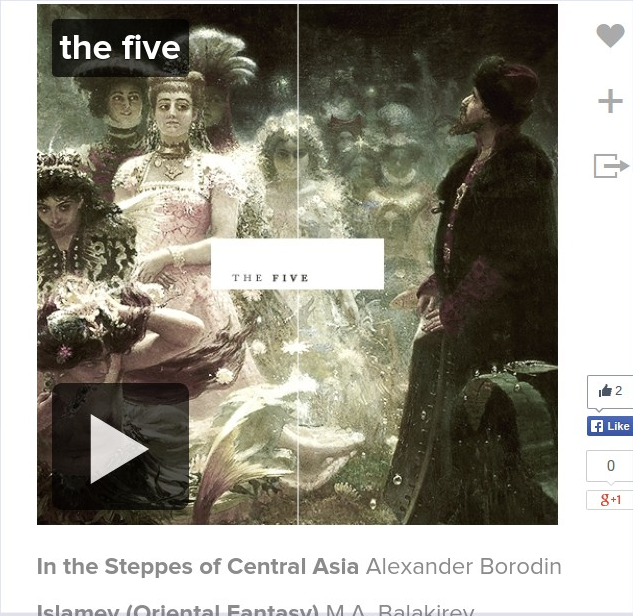 the five
THE FIVE
2
Like
0
g+1
In the Steppes of Central Asia Alexander Borodin
Islamey (Oriental Fantasy) M.A. Balakirev